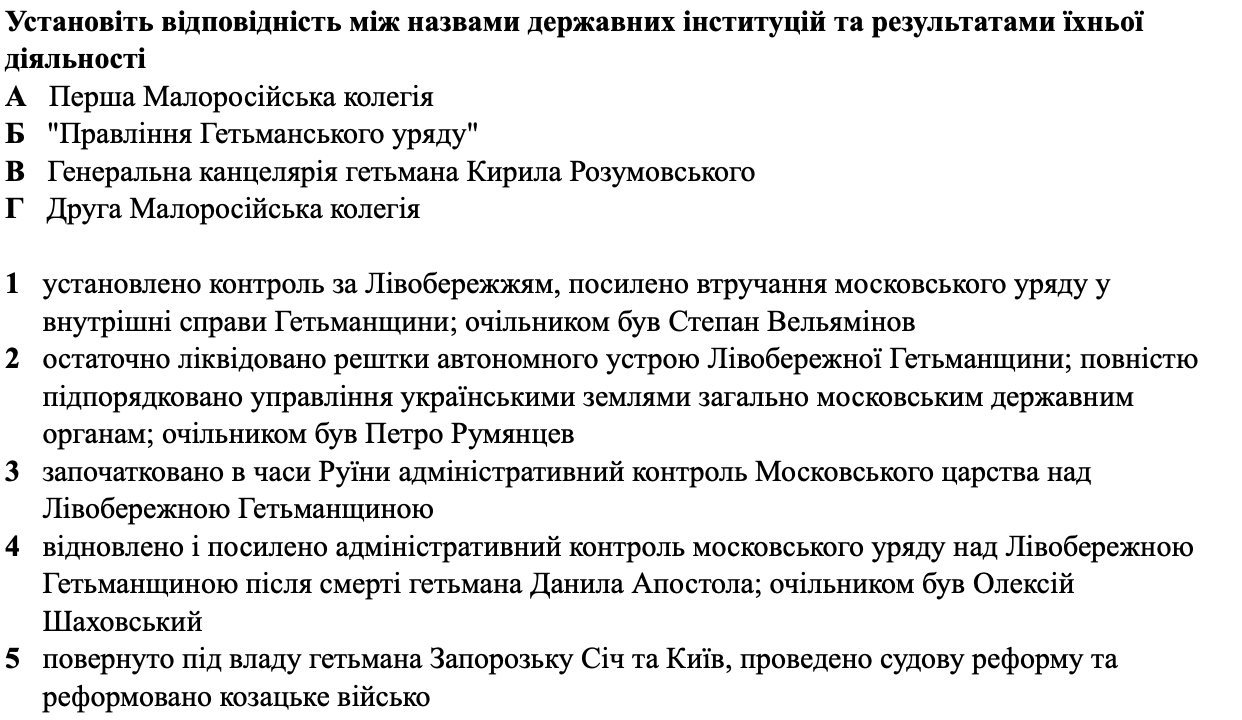 Установіть відповідність між назвами державних інституцій та результатами їхньої
діяльності
А Перша Малоросійська колегія
Б "Правління Гетьманського уряду"
В Генеральна канцелярія гетьмана Кирила Розумовського
Г Друга Малоросійська колегія
1 установлено контроль за Лівобережжям, посилено втручання московського уряду у
внутрішні справи Гетьманщини; очільником був Степан Вельямінов
2 остаточно ліквідовано рештки автономного устрою Лівобережної Гетьманщини; повністю
підпорядковано управління українськими землями загально московським державним
органам; очільником був Петро Румянцев
3 започатковано в часи Руїни адміністративний контроль Московського царства над
Лівобережною Гетьманщиною
4 відновлено і посилено адміністративний контроль московського уряду над Лівобережною
Гетьманщиною після смерті гетьмана Данила Апостола; очільником був Олексій
Шаховський
5 повернуто під владу гетьмана Запорозьку Січ та Київ, проведено судову реформу та
реформовано козацьке військо